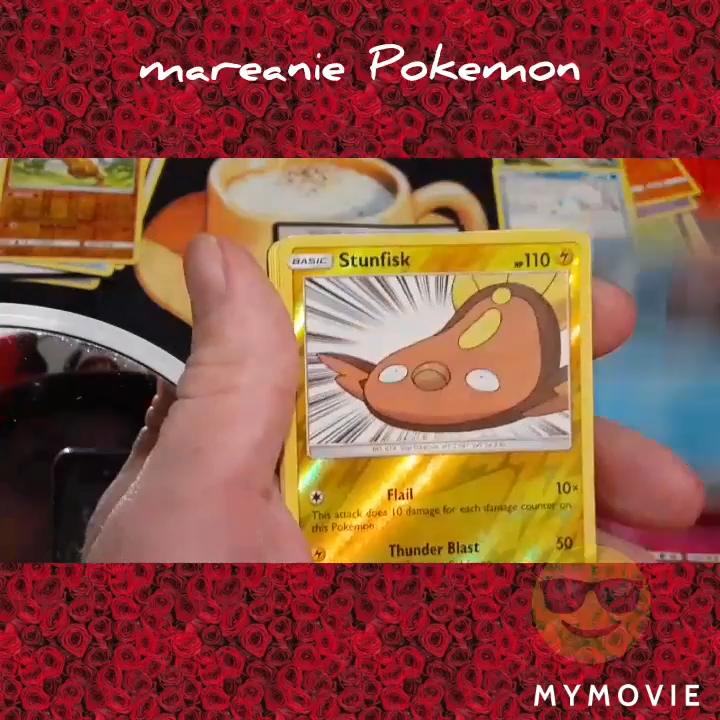 mareanie Pokemon
BASIC Stunfisk HP110
Flail 10×
This attack does 10 damage for each damage counter on
this Pokémon.
Thunder Blast 50
MYMOVIE